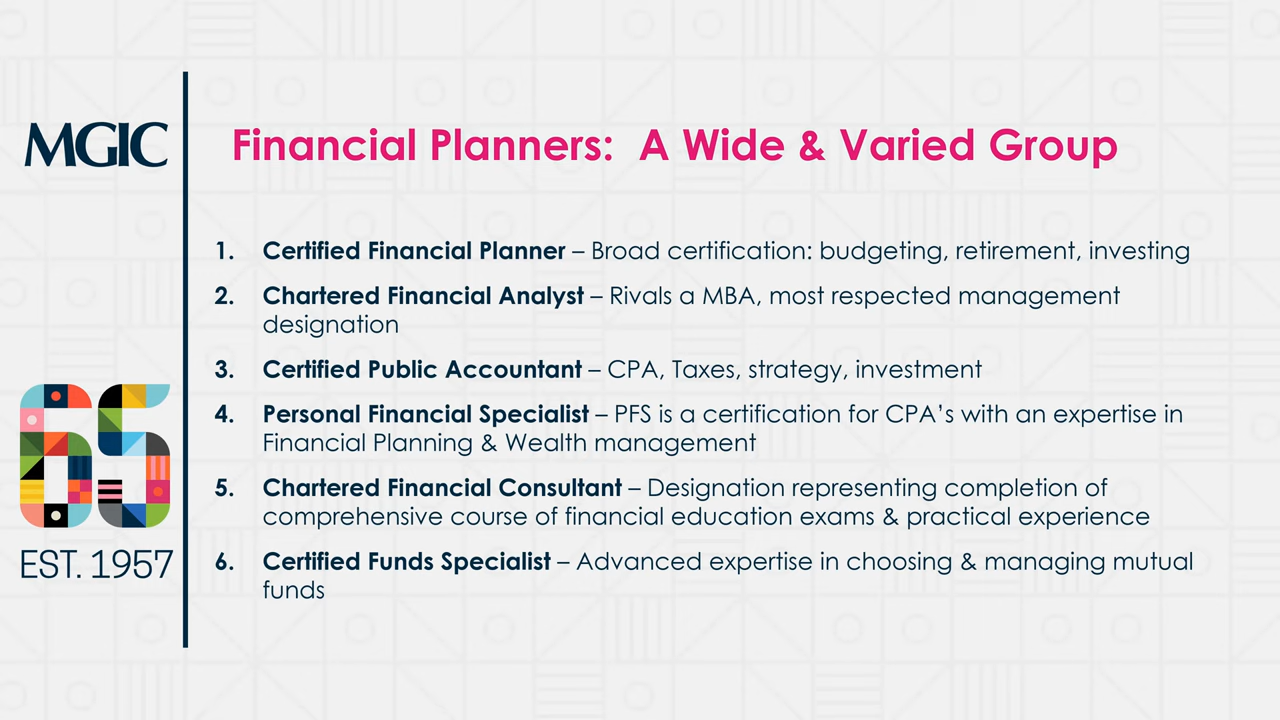 MGIC
Financial Planners: A Wide & Varied Group
1. Certified Financial Planner – Broad certification: budgeting, retirement, investing
2. Chartered Financial Analyst – Rivals a MBA, most respected management
designation
3. Certified Public Accountant – CPA, Taxes, strategy, investment
4. Personal Financial Specialist – PFS is a certification for CPA’s with an expertise in
Financial Planning & Wealth management
5. Chartered Financial Consultant – Designation representing completion of
comprehensive course of financial education exams & practical experience
6. Certified Funds Specialist – Advanced expertise in choosing & managing mutual
funds
65
EST. 1957